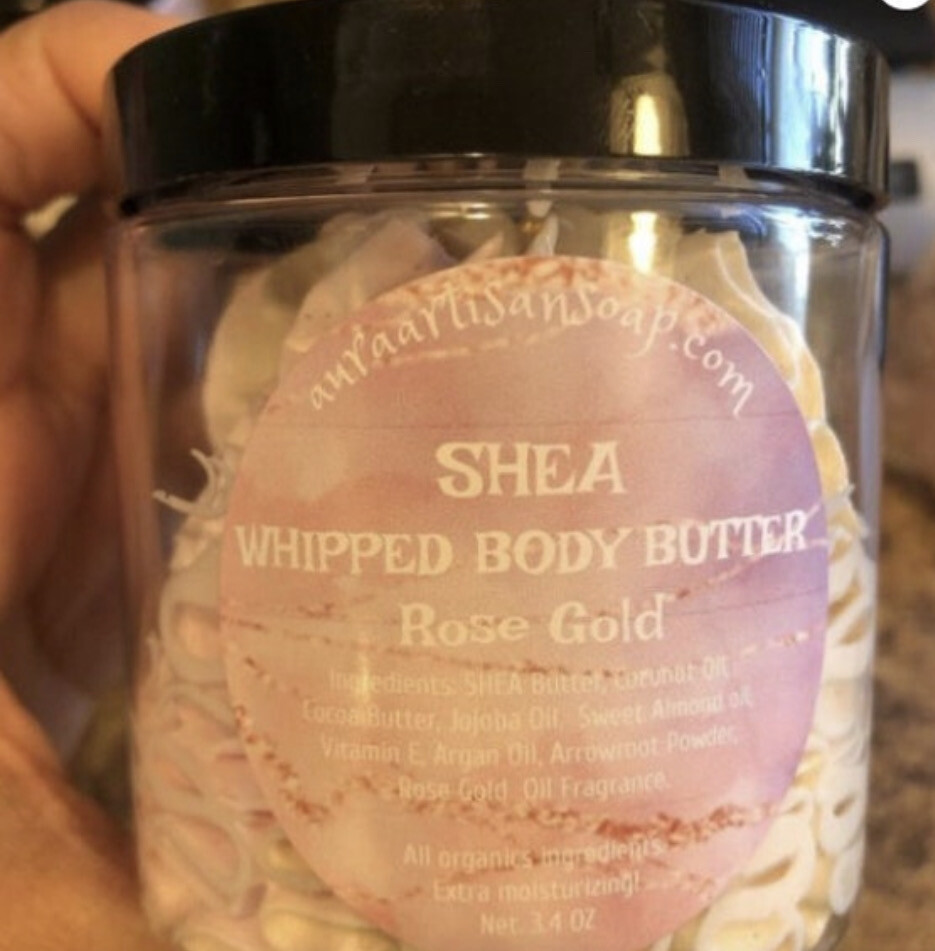 auraartisansoap.com
SHEA
WHIPPED BODY BUTTER
Rose Gold
Ingredients: SHEA Butter, Coconut Oil,
Cocoa Butter, Jojoba Oil, Sweet Almond oil,
Vitamin E, Argan Oil, Arrowroot Powder,
Rose Gold Oil Fragrance.
All organics ingredients.
Extra moisturizing!
Net. 3.4 OZ